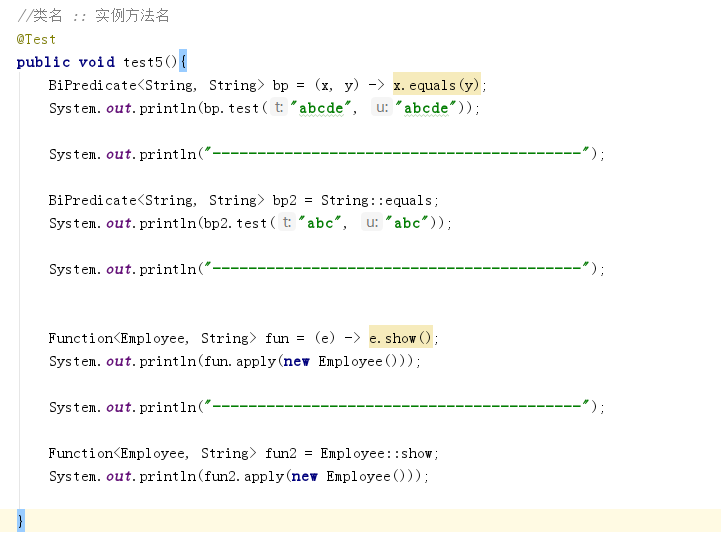 //类名 :: 实例方法名
@Test
public void test5(){
BiPredicate<String, String> bp = (x, y) -> x.equals(y);
System.out.println(bp.test( t: "abcde", u: "abcde"));
System.out.println("-----------------------------------------");
BiPredicate<String, String> bp2 = String::equals;
System.out.println(bp2.test( t: "abc", u: "abc"));
System.out.println("-----------------------------------------");
Function<Employee, String> fun = (e) -> e.show();
System.out.println(fun.apply(new Employee()));
System.out.println("-----------------------------------------");
Function<Employee, String> fun2 = Employee::show;
System.out.println(fun2.apply(new Employee()));
}